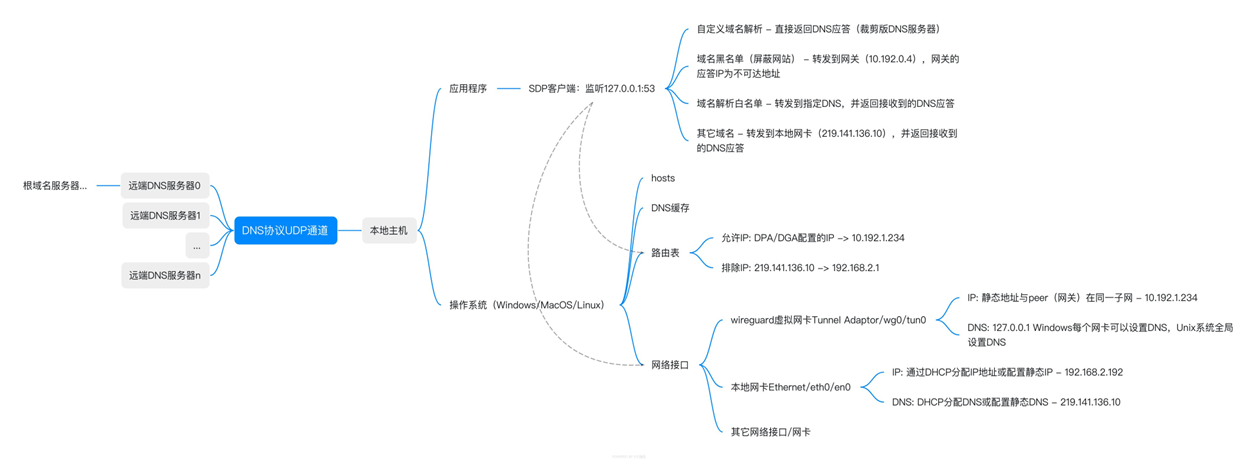 根域名服务器...
远端DNS服务器0
远端DNS服务器1
...
远端DNS服务器n
DNS协议UDP通道
本地主机
应用程序
SDP客户端：监听127.0.0.1:53
自定义域名解析 - 直接返回DNS应答（裁剪版DNS服务器）
域名黑名单（屏蔽网站） - 转发到网关（10.192.0.4），网关的
应答IP为不可达地址
域名解析白名单 - 转发到指定DNS，并返回接收到的DNS应答
其它域名 - 转发到本地网卡（219.141.136.10），并返回接收到
的DNS应答
操作系统（Windows/MacOS/Linux）
hosts
DNS缓存
路由表
允许IP: DPA/DGA配置的IP -> 10.192.1.234
排除IP: 219.141.136.10 -> 192.168.2.1
网络接口
wireguard虚拟网卡Tunnel Adaptor/wg0/tun0
IP: 静态地址与peer（网关）在同一子网 - 10.192.1.234
DNS: 127.0.0.1 Windows每个网卡可以设置DNS，Unix系统全局
设置DNS
本地网卡Ethernet/eth0/en0
IP: 通过DHCP分配IP地址或配置静态IP - 192.168.2.192
DNS: DHCP分配DNS或配置静态DNS - 219.141.136.10
其它网络接口/网卡